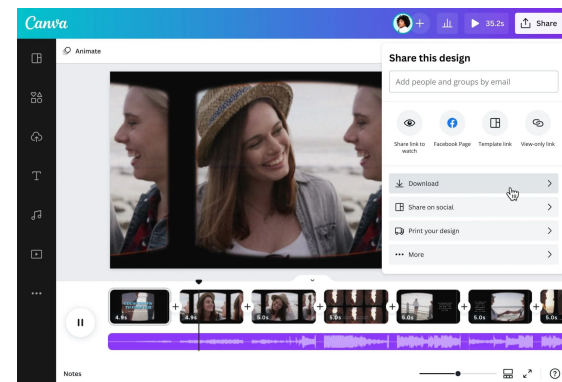 Canva
35.2s
Share
Animate
Share this design
Add people and groups by email
Share link to
watch
Facebook Page
Template link
View-only link
Download
Share on social
Print your design
More
4.9s
4.9s
5.0s
5.0s
5.0s
5.0s
5.0s
Notes